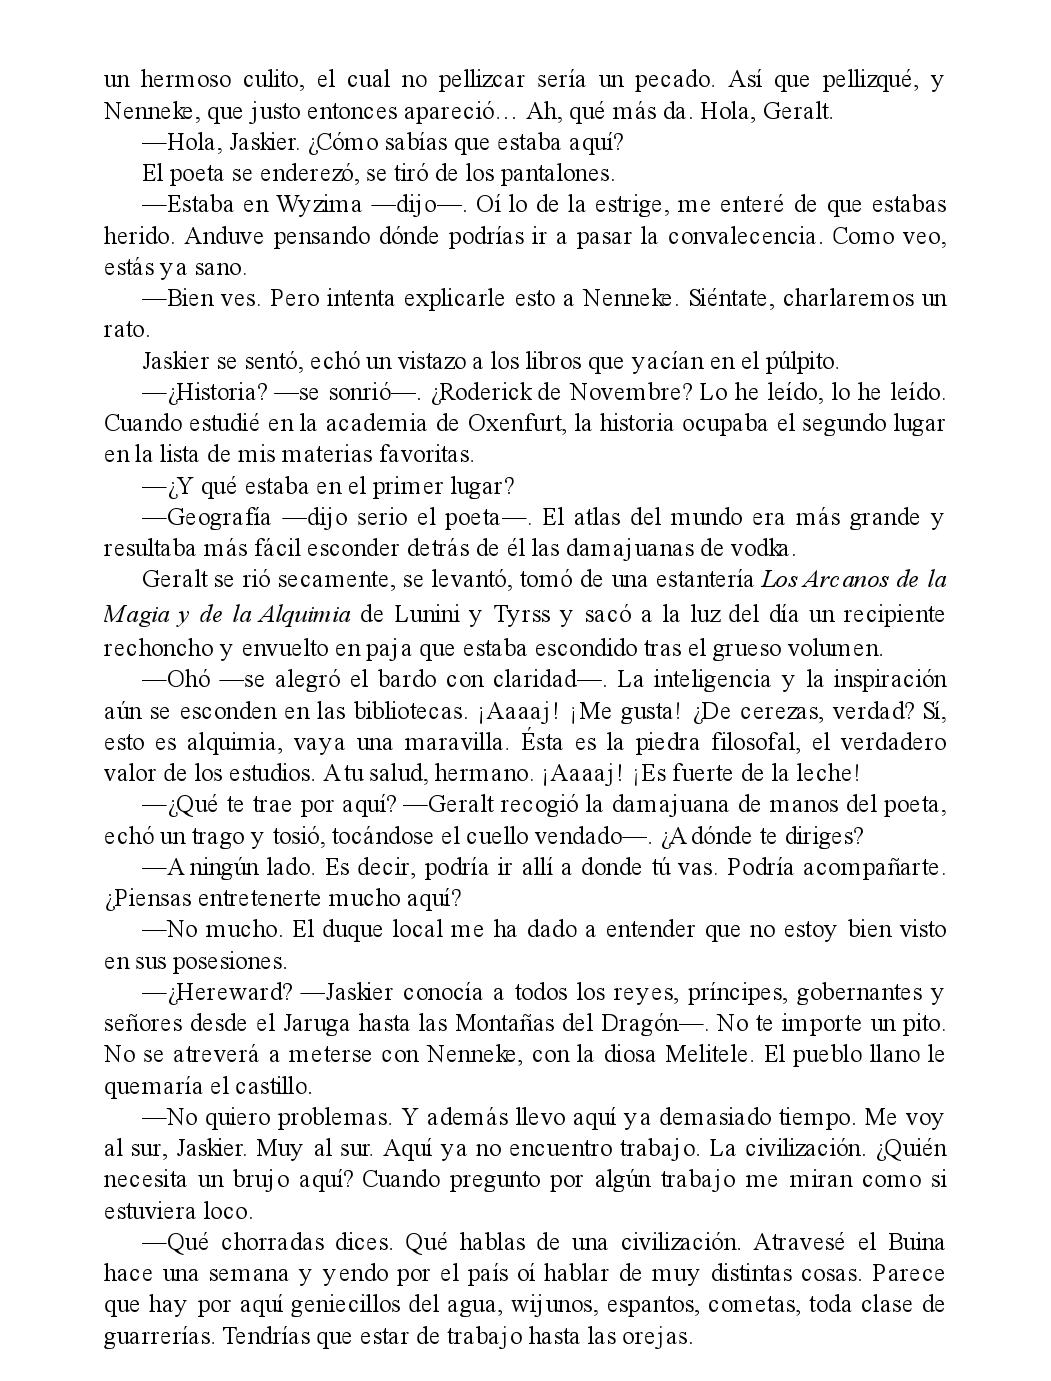 un hermoso culito, el cual no pellizcar sería un pecado. Así que pellizqué, y
Nenneke, que justo entonces apareció… Ah, qué más da. Hola, Geralt.
—Hola, Jaskier. ¿Cómo sabías que estaba aquí?
El poeta se enderezó, se tiró de los pantalones.
—Estaba en Wyzima —dijo—. Oí lo de la estrige, me enteré de que estabas
herido. Anduve pensando dónde podrías ir a pasar la convalecencia. Como veo,
estás ya sano.
—Bien ves. Pero intenta explicarle esto a Nenneke. Siéntate, charlaremos un
rato.
Jaskier se sentó, echó un vistazo a los libros que yacían en el púlpito.
—¿Historia? —se sonrió—. ¿Roderick de Novembre? Lo he leído, lo he leído.
Cuando estudié en la academia de Oxenfurt, la historia ocupaba el segundo lugar
en la lista de mis materias favoritas.
—¿Y qué estaba en el primer lugar?
—Geografía —dijo serio el poeta—. El atlas del mundo era más grande y
resultaba más fácil esconder detrás de él las damajuanas de vodka.
Geralt se rió secamente, se levantó, tomó de una estantería Los Arcanos de la
Magia y de la Alquimia de Lunini y Tyrss y sacó a la luz del día un recipiente
rechoncho y envuelto en paja que estaba escondido tras el grueso volumen.
—Ohó —se alegró el bardo con claridad—. La inteligencia y la inspiración
aún se esconden en las bibliotecas. ¡Aaaaj! ¡Me gusta! ¿De cerezas, verdad? Sí,
esto es alquimia, vaya una maravilla. Ésta es la piedra filosofal, el verdadero
valor de los estudios. A tu salud, hermano. ¡Aaaaj! ¡Es fuerte de la leche!
—¿Qué te trae por aquí? —Geralt recogió la damajuana de manos del poeta,
echó un trago y tosió, tocándose el cuello vendado—. ¿A dónde te diriges?
—A ningún lado. Es decir, podría ir allí a donde tú vas. Podría acompañarte.
¿Piensas entretenerte mucho aquí?
—No mucho. El duque local me ha dado a entender que no estoy bien visto
en sus posesiones.
—¿Hereward? —Jaskier conocía a todos los reyes, príncipes, gobernantes y
señores desde el Jaruga hasta las Montañas del Dragón—. No te importe un pito.
No se atreverá a meterse con Nenneke, con la diosa Melitele. El pueblo llano le
quemaría el castillo.
—No quiero problemas. Y además llevo aquí ya demasiado tiempo. Me voy
al sur, Jaskier. Muy al sur. Aquí ya no encuentro trabajo. La civilización. ¿Quién
necesita un brujo aquí? Cuando pregunto por algún trabajo me miran como si
estuviera loco.
—Qué chorradas dices. Qué hablas de una civilización. Atravesé el Buina
hace una semana y yendo por el país oí hablar de muy distintas cosas. Parece
que hay por aquí geniecillos del agua, wijunos, espantos, cometas, toda clase de
guarrerías. Tendrías que estar de trabajo hasta las orejas.